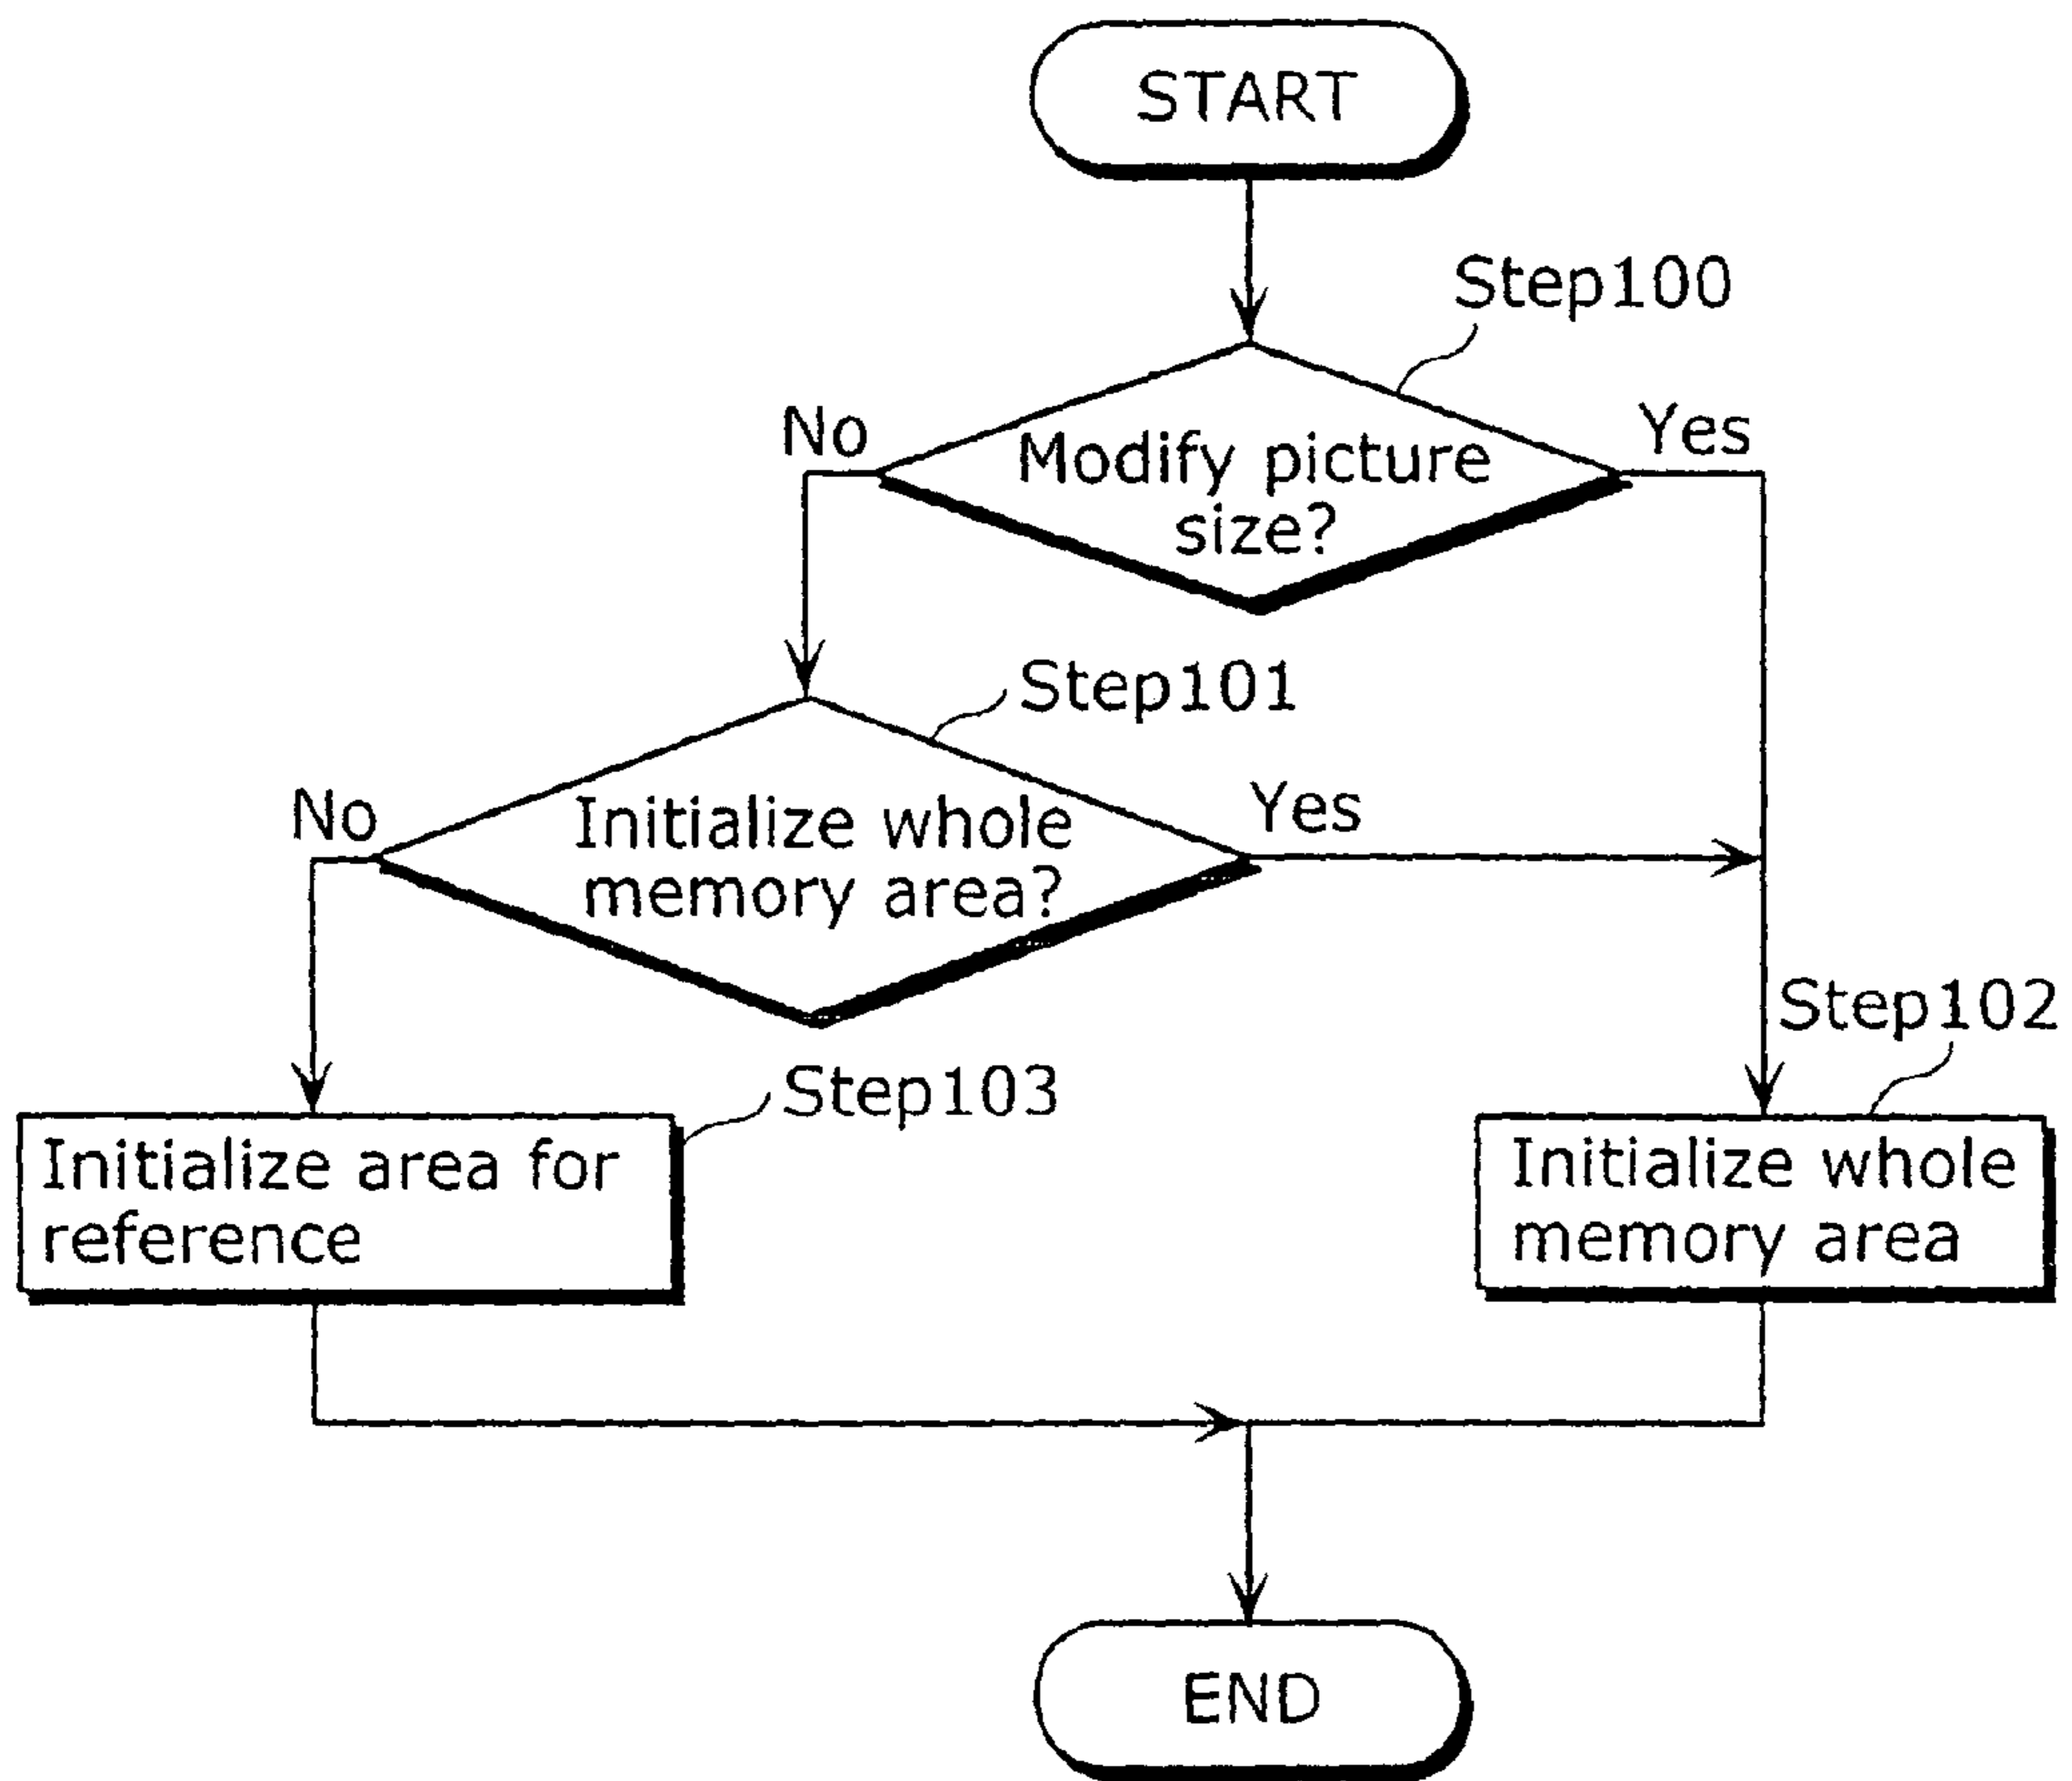 START
Step100
No
Yes
Modify picture
size?
Step101
No
Yes
Initialize whole
memory area?
Step102
Step103
Initialize area for
reference
Initialize whole
memory area
END